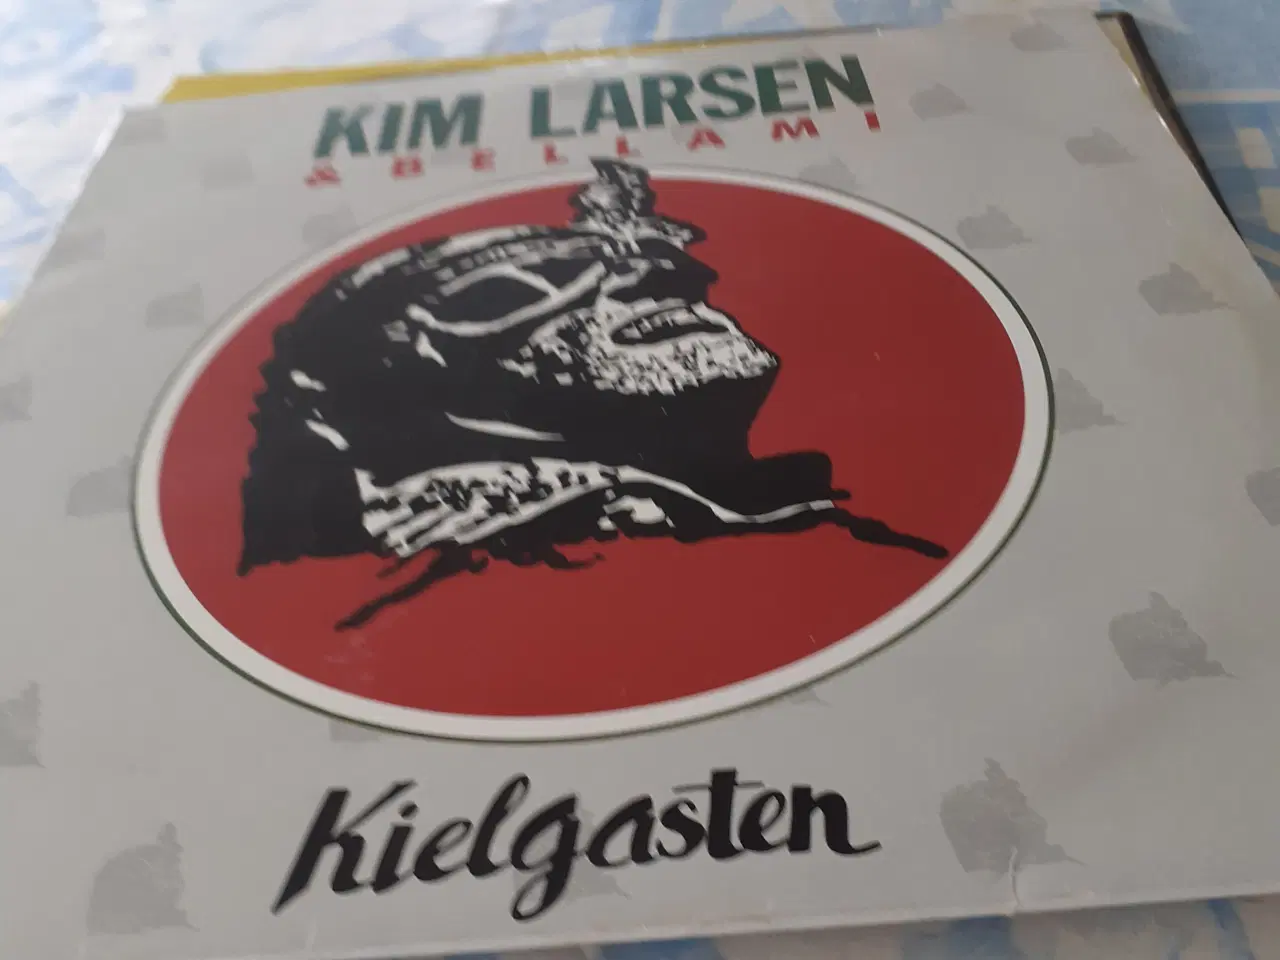 KIM LARSEN
& BELLAMI
Kielgasten